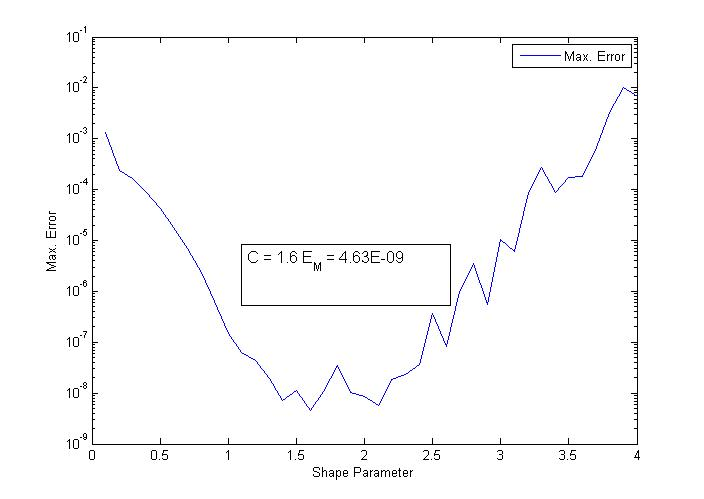 10^-1
10^-2
10^-3
10^-4
10^-5
10^-6
10^-7
10^-8
10^-9
Max. Error
Max. Error
C = 1.6 E_M = 4.63E-09
0 0.5 1 1.5 2 2.5 3 3.5 4
Shape Parameter